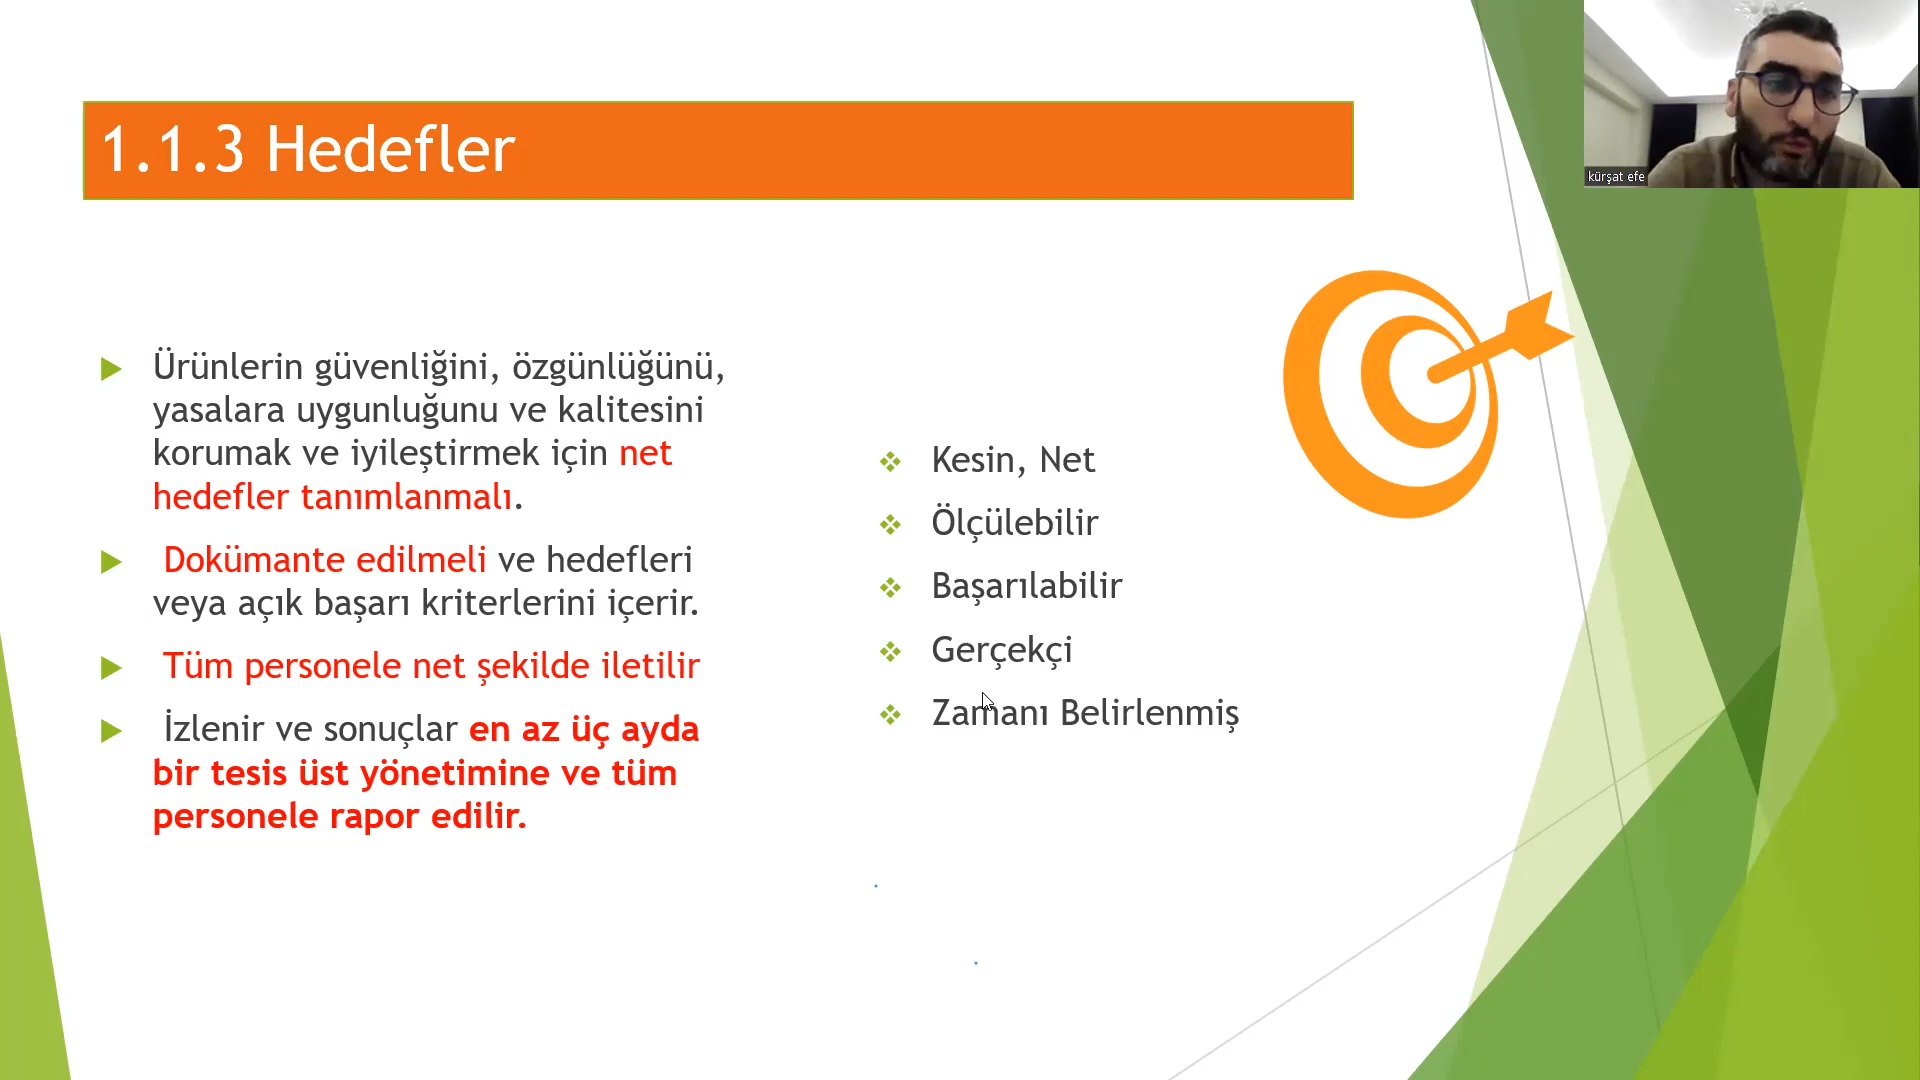 1.1.3 Hedefler
kürşat efe
Ürünlerin güvenliğini, özgünlüğünü,
yasalara uygunluğunu ve kalitesini
korumak ve iyileştirmek için net
hedefler tanımlanmalı.
Dokümante edilmeli ve hedefleri
veya açık başarı kriterlerini içerir.
Tüm personele net şekilde iletilir
İzlenir ve sonuçlar en az üç ayda
bir tesis üst yönetimine ve tüm
personele rapor edilir.
Kesin, Net
Ölçülebilir
Başarılabilir
Gerçekçi
Zamanı Belirlenmiş